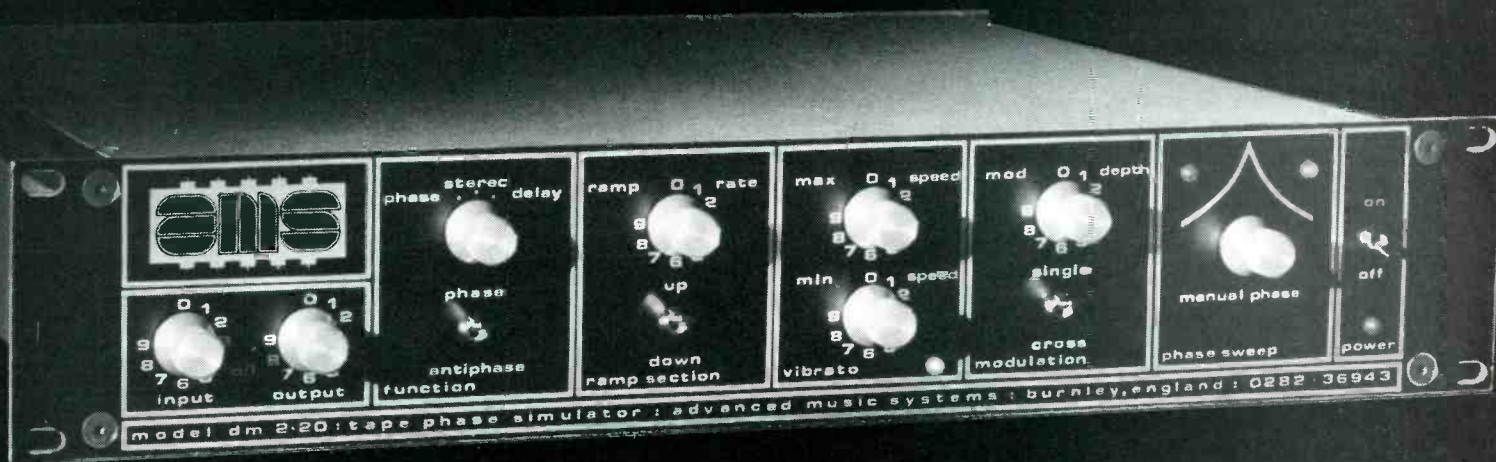 ams
0 1 2 6 7 8 9
input
0 1 2 6 7 8 9
output
phase stereo delay
phase
antiphase
function
ramp 0 1 rate
2 6 7 8 9
up
down
ramp section
max 0 1 speed
2 6 7 8 9
min 0 1 speed
2 6 7 8 9
vibrato
mod 0 1 depth
2 6 7 8 9
single
cross
modulation
manual phase
phase sweep
on
off
power
model dm 2·20 : tape phase simulator : advanced music systems : burnley, england : 0282·36943